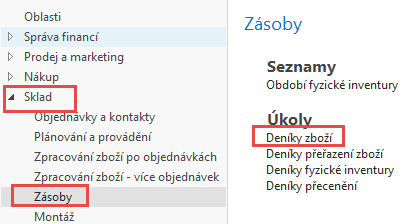 Oblasti
Správa financí
Prodej a marketing
Nákup
Sklad
Objednávky a kontakty
Plánování a provádění
Zpracování zboží po objednávkách
Zpracování zboží - více objednávek
Zásoby
Montáž
Zásoby
Seznamy
Období fyzické inventury
Úkoly
Deníky zboží
Deníky přeřazení zboží
Deníky fyzické inventury
Deníky přecenění